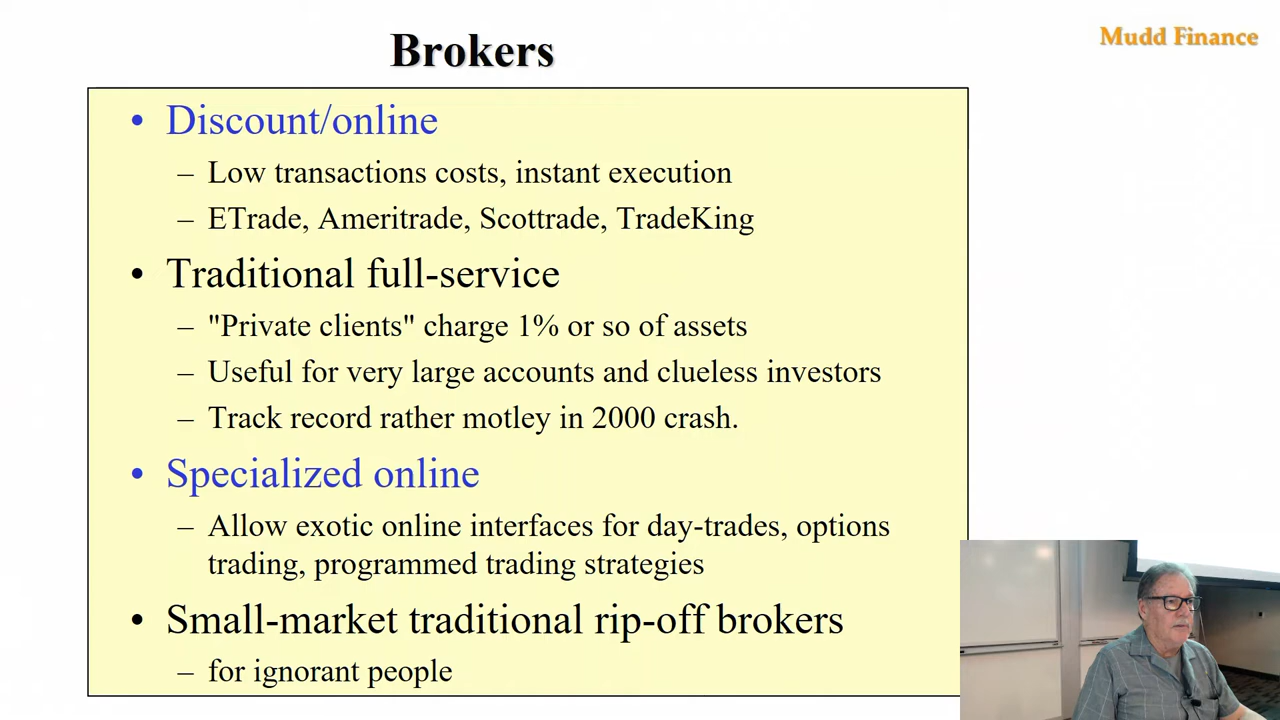 Brokers
Mudd Finance
• Discount/online
– Low transactions costs, instant execution
– ETrade, Ameritrade, Scottrade, TradeKing
• Traditional full-service
– "Private clients" charge 1% or so of assets
– Useful for very large accounts and clueless investors
– Track record rather motley in 2000 crash.
• Specialized online
– Allow exotic online interfaces for day-trades, options
trading, programmed trading strategies
• Small-market traditional rip-off brokers
– for ignorant people